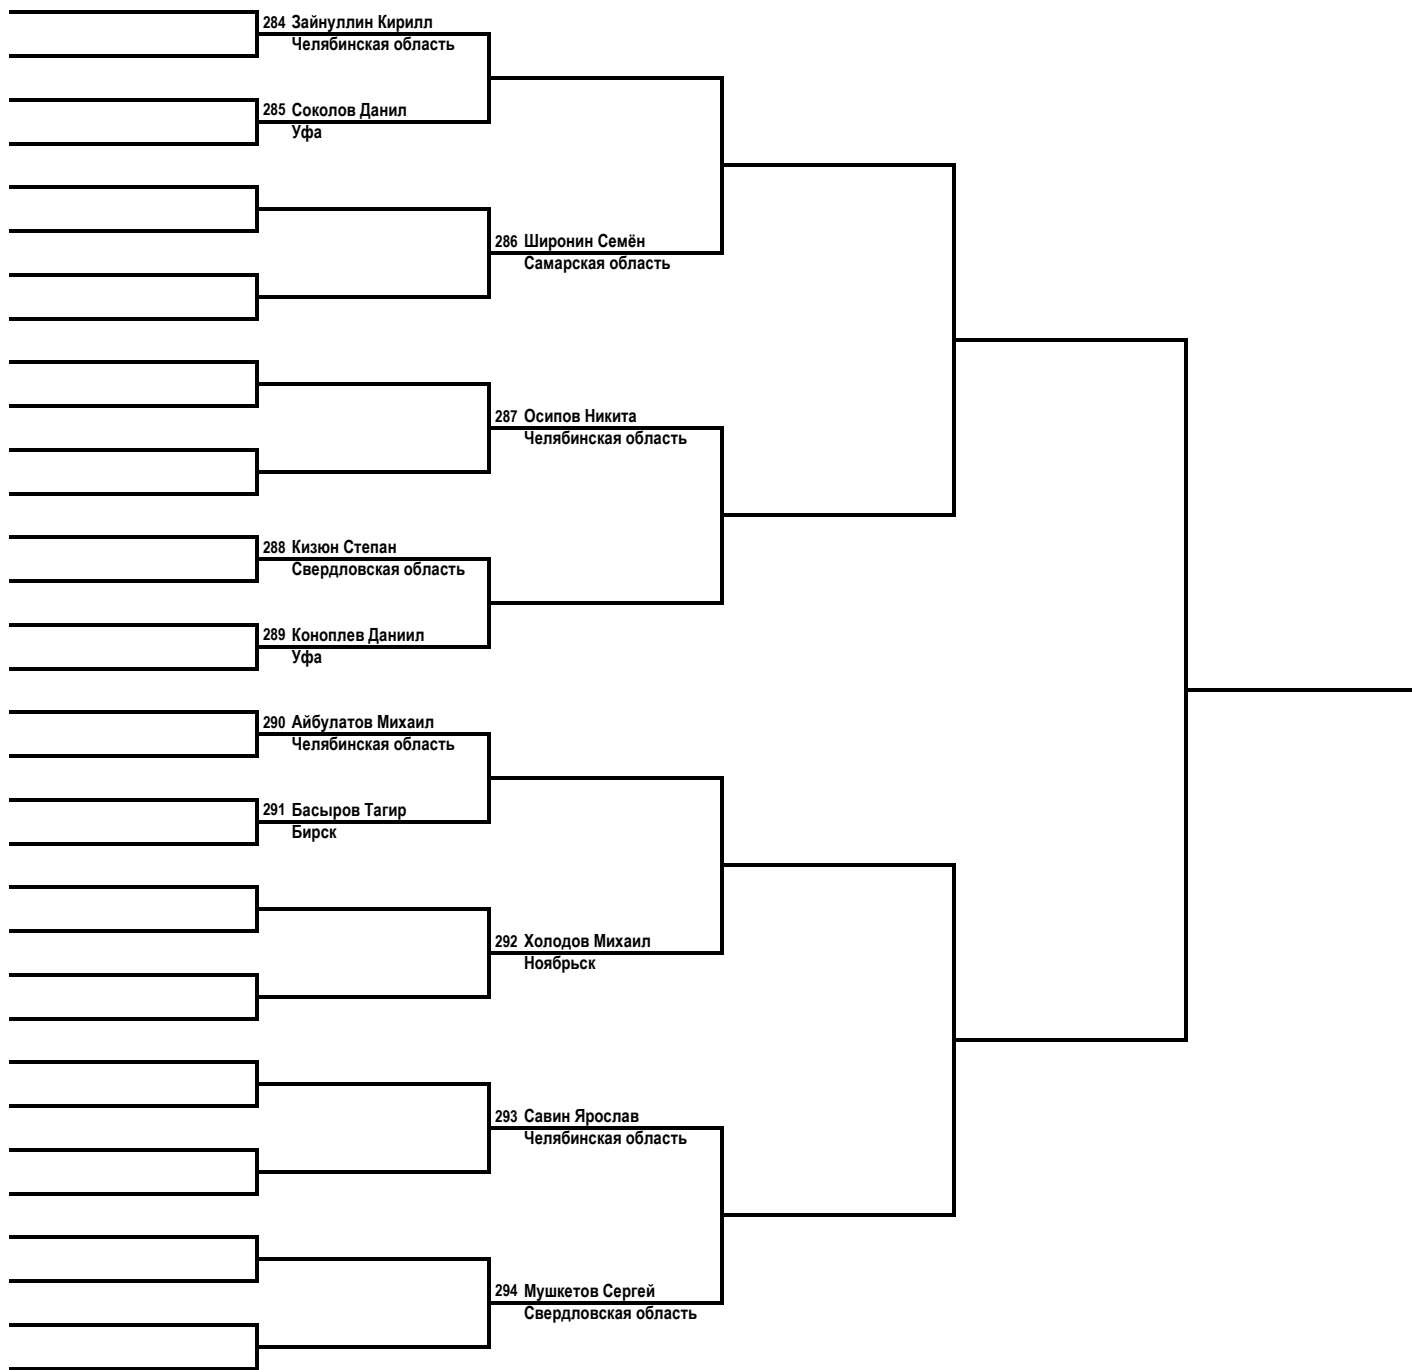 284 Зайнуллин Кирилл
Челябинская область
285 Соколов Данил
Уфа
286 Широнин Семён
Самарская область
287 Осипов Никита
Челябинская область
288 Кизюн Степан
Свердловская область
289 Коноплев Даниил
Уфа
290 Айбулатов Михаил
Челябинская область
291 Басыров Тагир
Бирск
292 Холодов Михаил
Ноябрьск
293 Савин Ярослав
Челябинская область
294 Мушкетов Сергей
Свердловская область